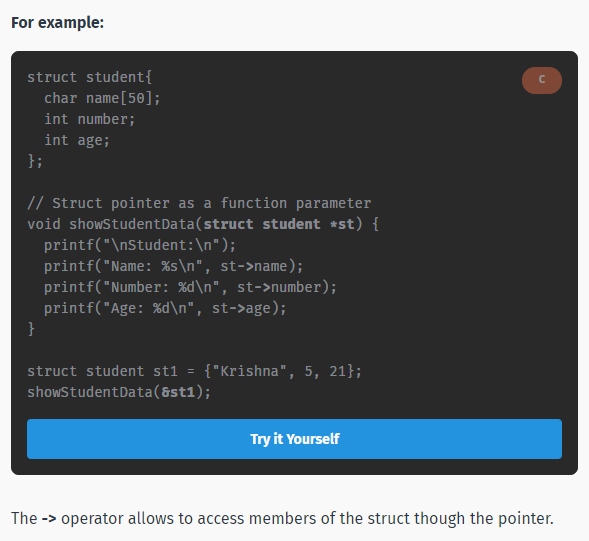 For example:
C
struct student{
  char name[50];
  int number;
  int age;
};

// Struct pointer as a function parameter
void showStudentData(struct student *st) {
  printf("\nStudent:\n");
  printf("Name: %s\n", st->name);
  printf("Number: %d\n", st->number);
  printf("Age: %d\n", st->age);
}

struct student st1 = {"Krishna", 5, 21};
showStudentData(&st1);
Try it Yourself
The -> operator allows to access members of the struct though the pointer.